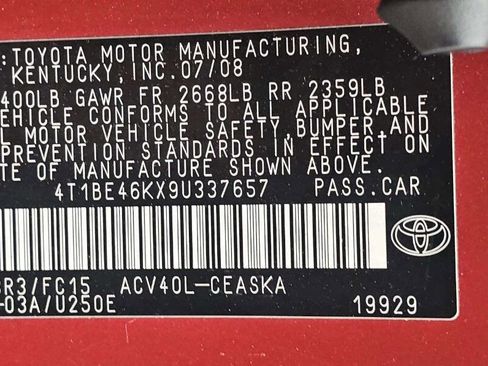 :TOYOTA MOTOR MANUFACTURING,
KENTUCKY, INC. 07/08
400LB GAWR FR 2668LB RR 2359LB
VEHICLE CONFORMS TO ALL APPLICABLE
L MOTOR VEHICLE SAFETY, BUMPER, AND
STANDARDS IN EFFECT ON
TE OF MANUFACTURE SHOWN ABOVE.
4T1BE46KX9U337657 PASS.CAR
R3/FC15 ACV40L-CEASKA
-03A/U250E 19929